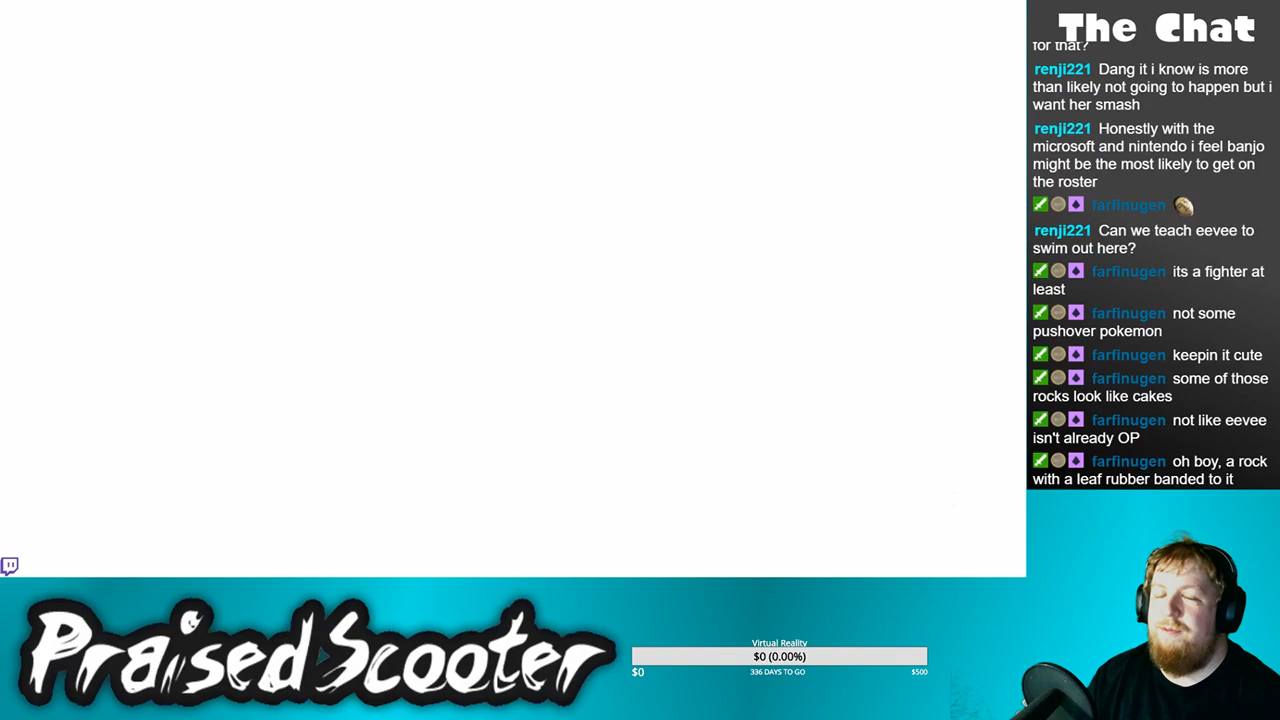 The Chat
for that?
renji221 Dang it i know is more
than likely not going to happen but i
want her smash
renji221 Honestly with the
microsoft and nintendo i feel banjo
might be the most likely to get on
the roster
farfinugen
renji221 Can we teach eevee to
swim out here?
farfinugen its a fighter at
least
farfinugen not some
pushover pokemon
farfinugen keepin it cute
farfinugen some of those
rocks look like cakes
farfinugen not like eevee
isn't already OP
farfinugen oh boy, a rock
with a leaf rubber banded to it
PraisedScooter
Virtual Reality
$0 (0.00%)
$0 336 DAYS TO GO $500